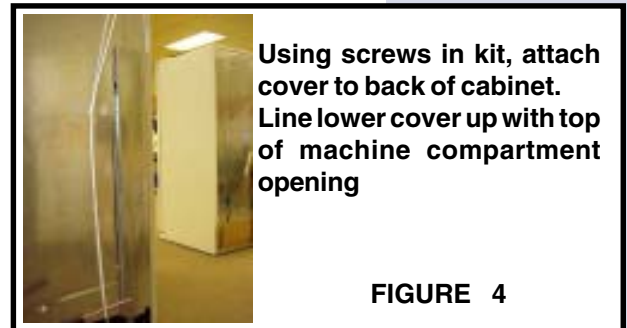 Using screws in kit, attach
cover to back of cabinet.
Line lower cover up with top
of machine compartment
opening
FIGURE 4